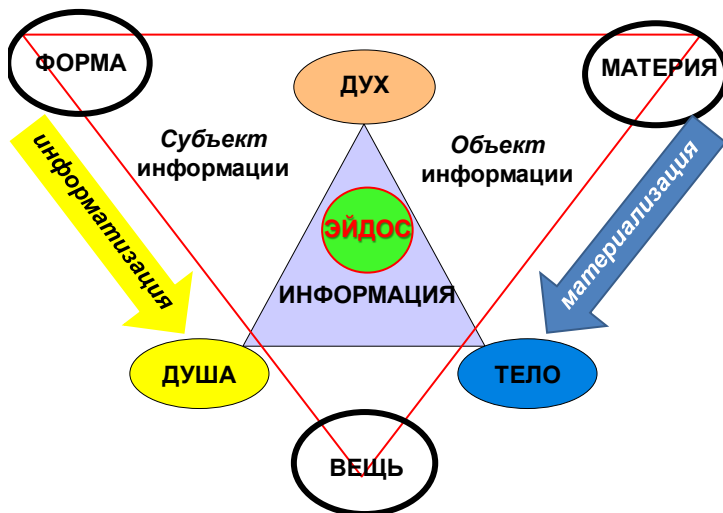 ФОРМА
МАТЕРИЯ
ДУХ
Субъект
информации
Объект
информации
информатизация
материализация
ЭЙДОС
ИНФОРМАЦИЯ
ДУША
ТЕЛО
ВЕЩЬ